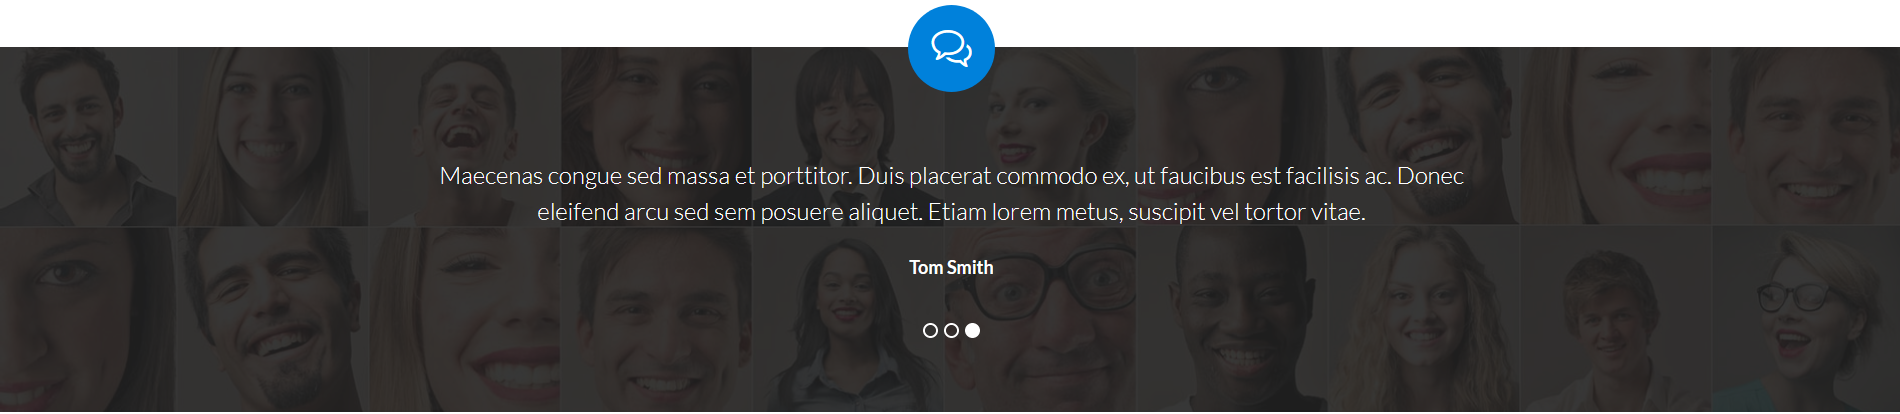 Maecenas congue sed massa et porttitor. Duis placerat commodo ex, ut faucibus est facilisis ac. Donec
eleifend arcu sed sem posuere aliquet. Etiam lorem metus, suscipit vel tortor vitae.
Tom Smith